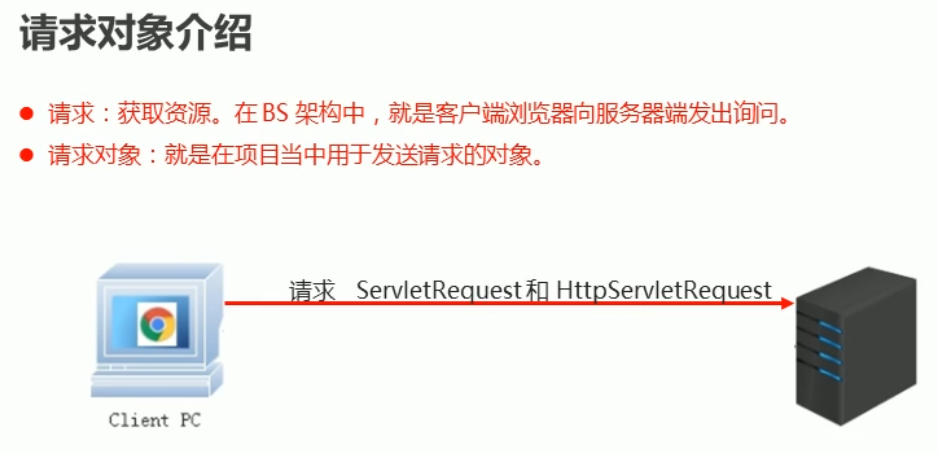 请求对象介绍
请求：获取资源。在 BS 架构中，就是客户端浏览器向服务器端发出询问。
请求对象：就是在项目当中用于发送请求的对象。
请求 ServletRequest 和 HttpServletRequest
Client PC